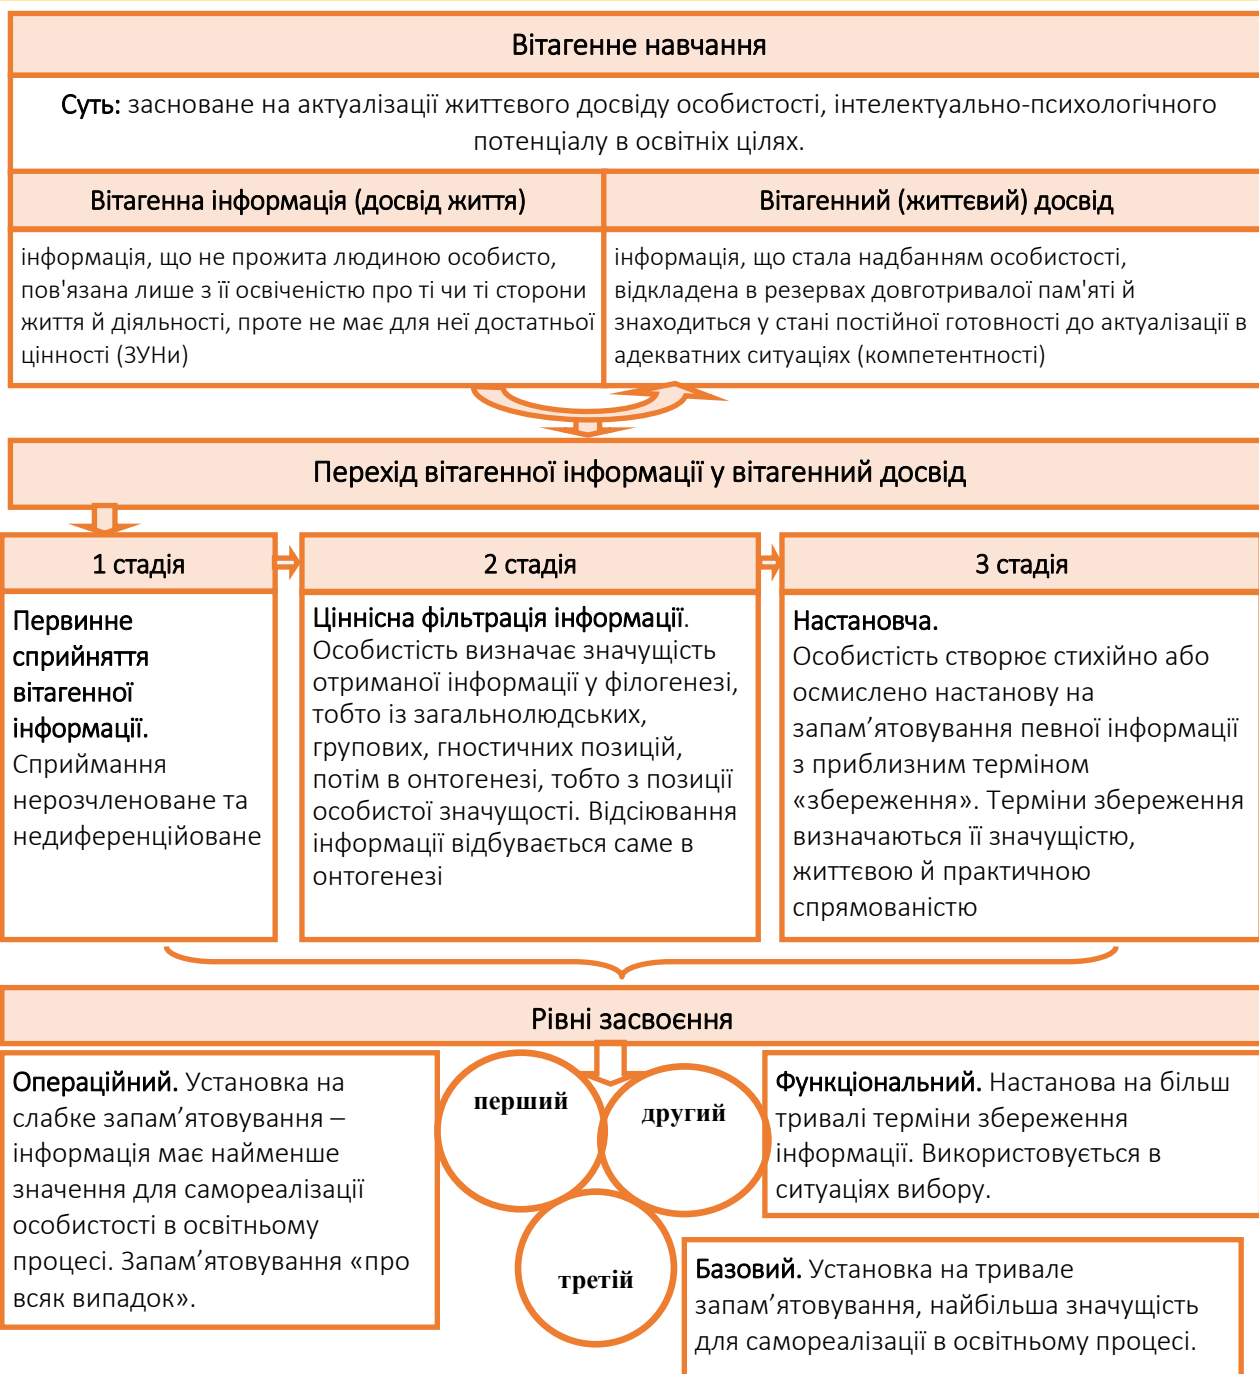 Вітагенне навчання
Суть: засноване на актуалізації життєвого досвіду особистості, інтелектуально-психологічного
потенціалу в освітніх цілях.
Вітагенна інформація (досвід життя)
інформація, що не прожита людиною особисто,
пов'язана лише з її освіченістю про ті чи ті сторони
життя й діяльності, проте не має для неї достатньої
цінності (ЗУНи)
Вітагенний (життєвий) досвід
інформація, що стала надбанням особистості,
відкладена в резервах довготривалої пам'яті й
знаходиться у стані постійної готовності до актуалізації в
адекватних ситуаціях (компетентності)
Перехід вітагенної інформації у вітагенний досвід
1 стадія
Первинне
сприйняття
вітагенної
інформації.
Сприймання
нерозчленоване та
недиференційоване
2 стадія
Ціннісна фільтрація інформації.
Особистість визначає значущість
отриманої інформації у філогенезі,
тобто із загальнолюдських,
групових, гностичних позицій,
потім в онтогенезі, тобто з позиції
особистої значущості. Відсіювання
інформації відбувається саме в
онтогенезі
3 стадія
Настановча.
Особистість створює стихійно або
осмислено настанову на
запам’ятовування певної інформації
з приблизним терміном
«збереження». Терміни збереження
визначаються її значущістю,
життєвою й практичною
спрямованістю
Рівні засвоєння
Операційний. Установка на
слабке запам’ятовування –
інформація має найменше
значення для самореалізації
особистості в освітньому
процесі. Запам’ятовування «про
всяк випадок».
перший
другий
третій
Функціональний. Настанова на більш
тривалі терміни збереження
інформації. Використовується в
ситуаціях вибору.
Базовий. Установка на тривале
запам’ятовування, найбільша значущість
для самореалізації в освітньому процесі.